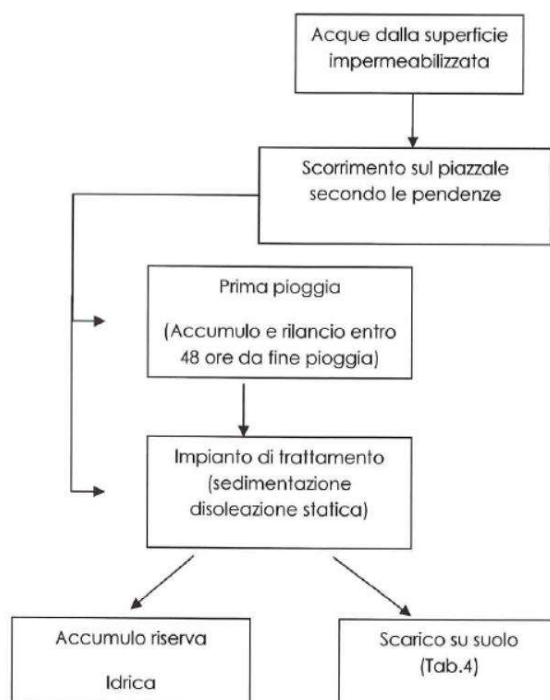 Acque dalla superficie
impermeabilizzata
Scorrimento sul piazzale
secondo le pendenze
Prima pioggia
(Accumulo e rilancio entro
48 ore da fine pioggia)
Impianto di trattamento
(sedimentazione
disoleazione statica)
Accumulo riserva
Idrica
Scarico su suolo
(Tab.4)